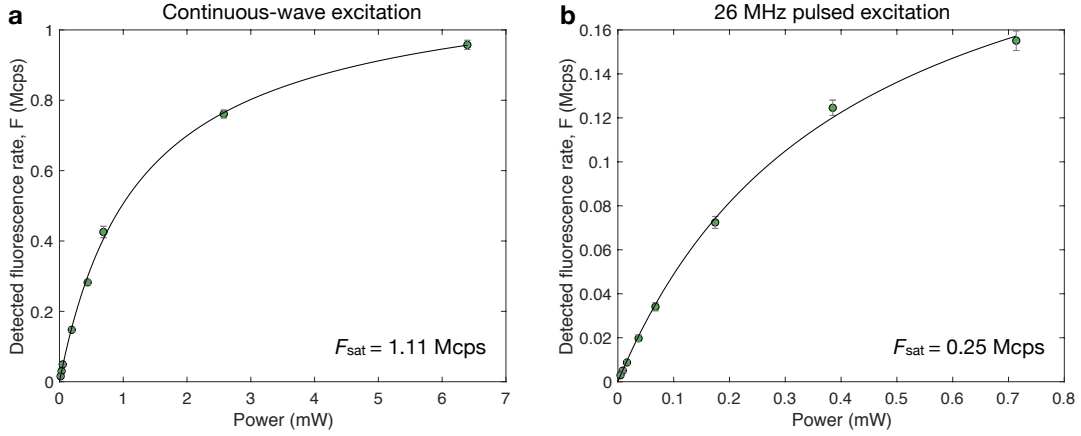 a
Continuous-wave excitation
Detected fluorescence rate, F (Mcps)
1
0.8
0.6
0.4
0.2
0
0 1 2 3 4 5 6 7
Power (mW)
F sat = 1.11 Mcps
b
26 MHz pulsed excitation
Detected fluorescence rate, F (Mcps)
0.16
0.14
0.12
0.1
0.08
0.06
0.04
0.02
0
0 0.1 0.2 0.3 0.4 0.5 0.6 0.7 0.8
Power (mW)
F sat = 0.25 Mcps